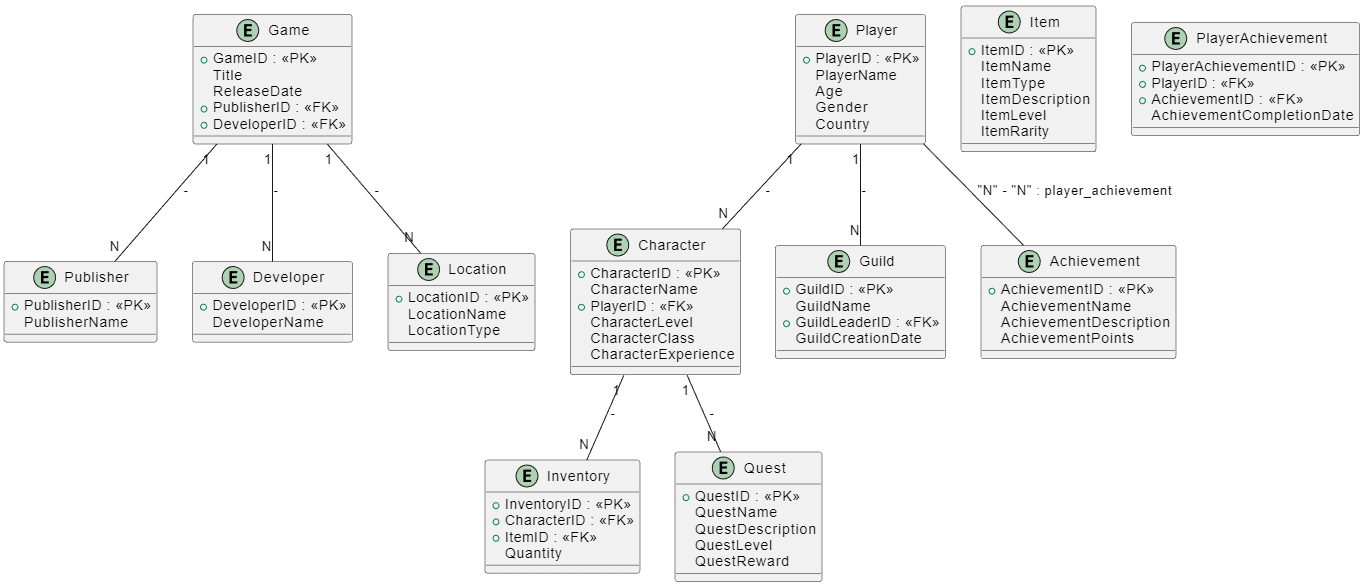 E Game
GameID : «PK»
Title
ReleaseDate
PublisherID : «FK»
DeveloperID : «FK»
E Player
PlayerID : «PK»
PlayerName
Age
Gender
Country
E Item
ItemID : «PK»
ItemName
ItemType
ItemDescription
ItemLevel
ItemRarity
E PlayerAchievement
PlayerAchievementID : «PK»
PlayerID : «FK»
AchievementID : «FK»
AchievementCompletionDate
1
-
N
1
-
N
1
-
N
1
-
N
1
-
N
"N" - "N" : player_achievement
E Publisher
PublisherID : «PK»
PublisherName
E Developer
DeveloperID : «PK»
DeveloperName
E Location
LocationID : «PK»
LocationName
LocationType
E Character
CharacterID : «PK»
CharacterName
PlayerID : «FK»
CharacterLevel
CharacterClass
CharacterExperience
E Guild
GuildID : «PK»
GuildName
GuildLeaderID : «FK»
GuildCreationDate
E Achievement
AchievementID : «PK»
AchievementName
AchievementDescription
AchievementPoints
1
-
N
1
-
N
E Inventory
InventoryID : «PK»
CharacterID : «FK»
ItemID : «FK»
Quantity
E Quest
QuestID : «PK»
QuestName
QuestDescription
QuestLevel
QuestReward